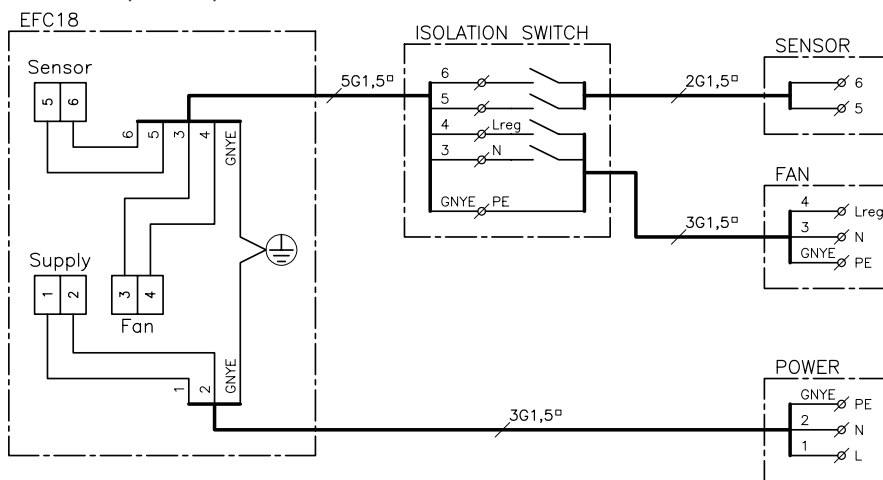 EFC18
Sensor
5 6
6 5 3 4 GNYE
Supply
1 2
3 4
Fan
1 2 GNYE
5G1,5□
ISOLATION SWITCH
6
5
4 Lreg
3 N
GNYE PE
2G1,5□
SENSOR
6
5
3G1,5□
FAN
4 Lreg
3 N
GNYE PE
3G1,5□
POWER
GNYE PE
2 N
1 L